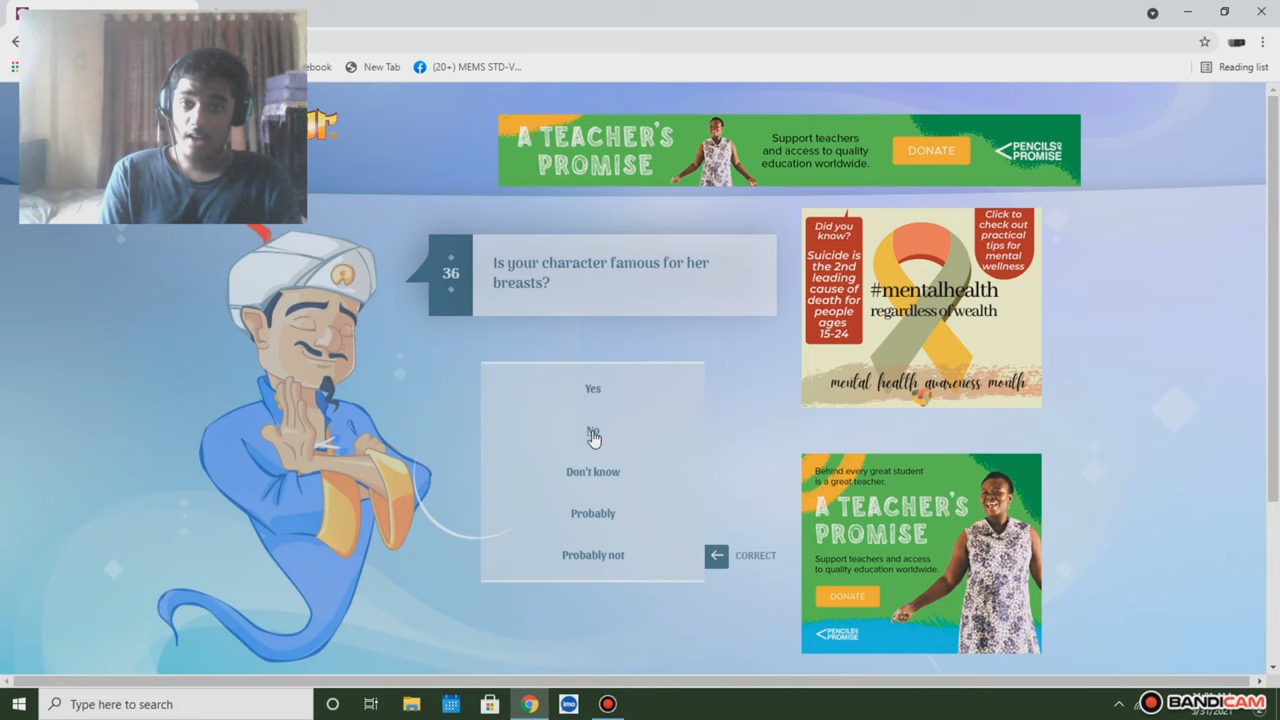 ebook
New Tab
(20+) MEMS STD-V...
Reading list
A TEACHER'S
PROMISE
Support teachers
and access to quality
education worldwide.
DONATE
PENCILS OF
PROMISE
36
Is your character famous for her
breasts?
Yes
No
Don't know
Probably
Probably not
CORRECT
Did you
know?
Suicide is
the 2nd
leading
cause of
death for
people
ages
15-24
Click to
check out
practical
tips for
mental
wellness
#mentalhealth
regardless of wealth
mental health awareness month
Behind every great student
is a great teacher.
A TEACHER'S
PROMISE
Support teachers and access
to quality education worldwide.
DONATE
PENCILS OF
PROMISE
Type here to search
imo
BANDICAM